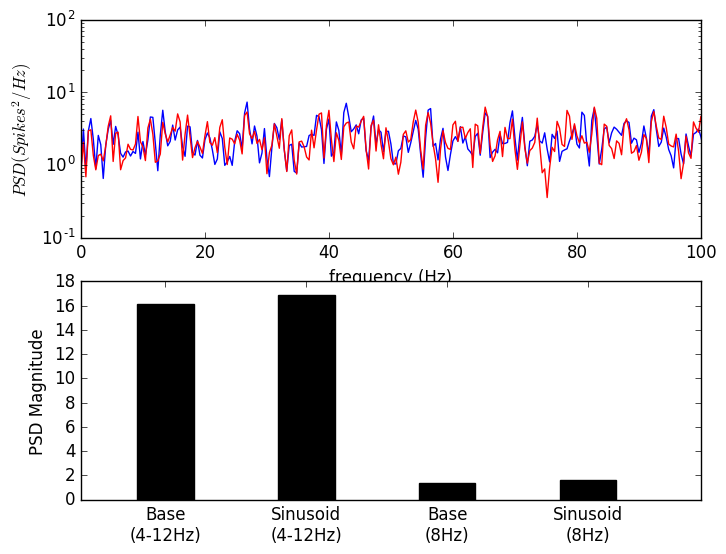 10^2
10^1
10^0
10^-1
PSD(Spikes^2/Hz)
0 20 40 60 80 100
frequency (Hz)
18
16
14
12
10
8
6
4
2
0
PSD Magnitude
Base Sinusoid Base Sinusoid
(4-12Hz) (4-12Hz) (8Hz) (8Hz)